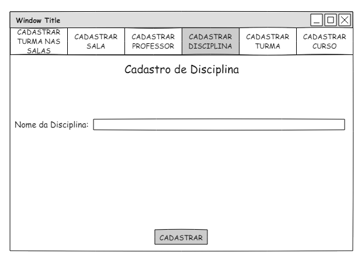 Window Title
CADASTRAR
TURMA NAS
SALAS
CADASTRAR
SALA
CADASTRAR
PROFESSOR
CADASTRAR
DISCIPLINA
CADASTRAR
TURMA
CADASTRAR
CURSO
Cadastro de Disciplina
Nome da Disciplina:
CADASTRAR